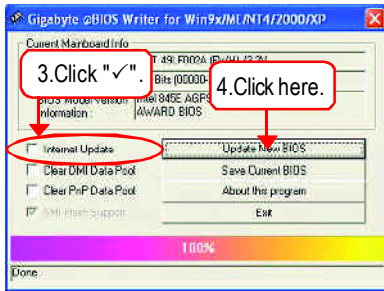 Gigabyte @BIOS Writer for Win9x/ME/NT4/2000/XP
Current Mainboard Info
3.Click "✓".
4.Click here.
BIOS Model Version
Intel 845E AGPS
Information
AWARD BIOS
Internal Update
Update New BIOS
Clear DMI Data Pool
Save Current BIOS
Clear PnP Data Pool
About this program
Exit
100%
Done